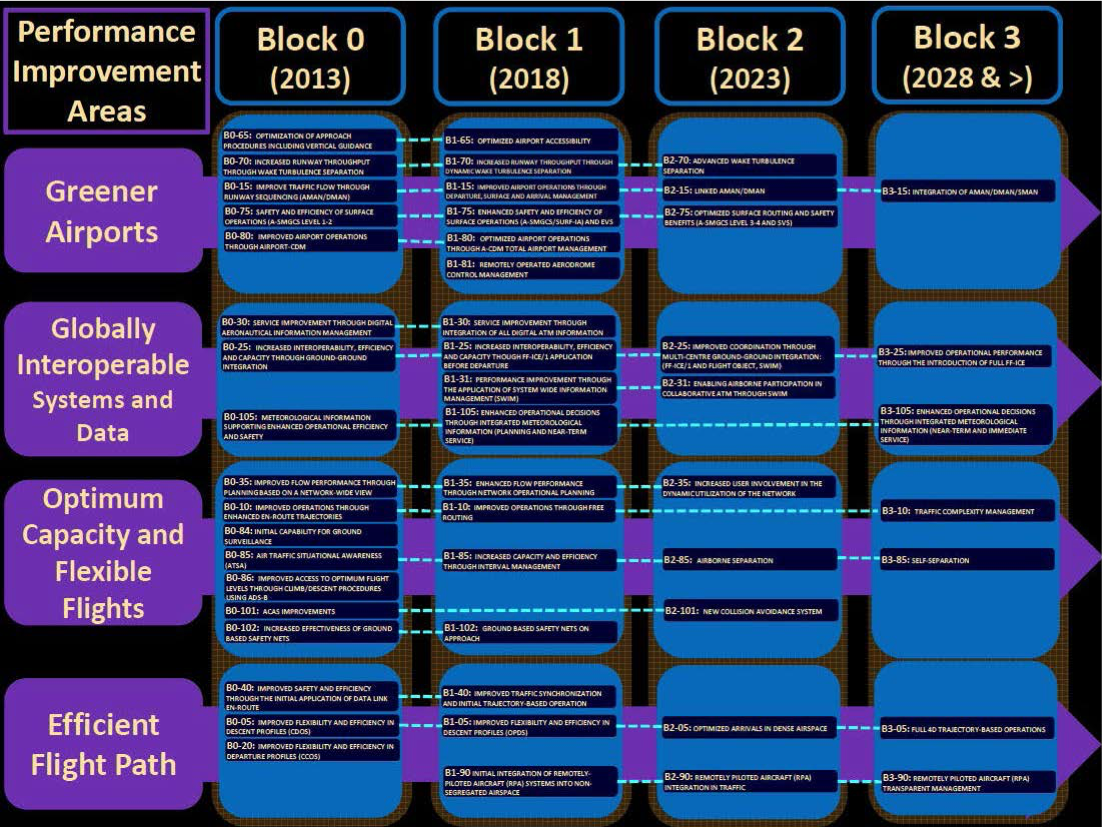 Performance
Improvement
Areas
Block 0
(2013)
Block 1
(2018)
Block 2
(2023)
Block 3
(2028 & >)
Greener
Airports
B0-65: OPTIMIZATION OF APPROACH
PROCEDURES INCLUDING VERTICAL GUIDANCE
B0-70: INCREASED RUNWAY THROUGHPUT
THROUGH WAKE TURBULENCE SEPARATION
B0-15: IMPROVE TRAFFIC FLOW THROUGH
RUNWAY SEQUENCING (AMAN/DMAN)
B0-75: SAFETY AND EFFICIENCY OF SURFACE
OPERATIONS (A-SMGCS LEVEL 1-2
B0-80: IMPROVED AIRPORT OPERATIONS
THROUGH AIRPORT-CDM
B1-65: OPTIMIZED AIRPORT ACCESSIBILITY
B1-70: INCREASED RUNWAY THROUGHPUT THROUGH
DYNAMIC WAKE TURBULENCE SEPARATION
B1-15: IMPROVED AIRPORT OPERATIONS THROUGH
DEPARTURE, SURFACE AND ARRIVAL MANAGEMENT
B1-75: ENHANCED SAFETY AND EFFICIENCY OF
SURFACE OPERATIONS (A-SMGCS/SURF-IA) AND EVS
B1-80: OPTIMIZED AIRPORT OPERATIONS
THROUGH A-CDM TOTAL AIRPORT MANAGEMENT
B1-81: REMOTELY OPERATED AERODROME
CONTROL MANAGEMENT
B2-70: ADVANCED WAKE TURBULENCE
SEPARATION
B2-15: LINKED AMAN/DMAN
B2-75: OPTIMIZED SURFACE ROUTING AND SAFETY
BENEFITS (A-SMGCS LEVEL 3-4 AND SVS)
B3-15: INTEGRATION OF AMAN/DMAN/SMAN
Globally
Interoperable
Systems and
Data
B0-30: SERVICE IMPROVEMENT THROUGH DIGITAL
AERONAUTICAL INFORMATION MANAGEMENT
B0-25: INCREASED INTEROPERABILITY, EFFICIENCY
AND CAPACITY THROUGH GROUND-GROUND
INTEGRATION
B0-105: METEOROLOGICAL INFORMATION
SUPPORTING ENHANCED OPERATIONAL EFFICIENCY
AND SAFETY
B1-30: SERVICE IMPROVEMENT THROUGH
INTEGRATION OF ALL DIGITAL ATM INFORMATION
B1-25: INCREASED INTEROPERABILITY, EFFICIENCY
AND CAPACITY THOUGH FF-ICE/1 APPLICATION
BEFORE DEPARTURE
B1-31: PERFORMANCE IMPROVEMENT THROUGH
THE APPLICATION OF SYSTEM WIDE INFORMATION
MANAGEMENT (SWIM)
B1-105: ENHANCED OPERATIONAL DECISIONS
THROUGH INTEGRATED METEOROLOGICAL
INFORMATION (PLANNING AND NEAR-TERM
SERVICE)
B2-25: IMPROVED COORDINATION THROUGH
MULTI-CENTRE GROUND-GROUND INTEGRATION:
(FF-ICE/1 AND FLIGHT OBJECT, SWIM)
B2-31: ENABLING AIRBORNE PARTICIPATION IN
COLLABORATIVE ATM THROUGH SWIM
B3-25: IMPROVED OPERATIONAL PERFORMANCE
THROUGH THE INTRODUCTION OF FULL FF-ICE
B3-105: ENHANCED OPERATIONAL DECISIONS
THROUGH INTEGRATED METEOROLOGICAL
INFORMATION (NEAR-TERM AND IMMEDIATE
SERVICE)
Optimum
Capacity and
Flexible
Flights
B0-35: IMPROVED FLOW PERFORMANCE THROUGH
PLANNING BASED ON A NETWORK-WIDE VIEW
B0-10: IMPROVED OPERATIONS THROUGH
ENHANCED EN-ROUTE TRAJECTORIES
B0-84: INITIAL CAPABILITY FOR GROUND
SURVEILLANCE
B0-85: AIR TRAFFIC SITUATIONAL AWARENESS
(ATSA)
B0-86: IMPROVED ACCESS TO OPTIMUM FLIGHT
LEVELS THROUGH CLIMB/DESCENT PROCEDURES
USING ADS-B
B0-101: ACAS IMPROVEMENTS
B0-102: INCREASED EFFECTIVENESS OF GROUND
BASED SAFETY NETS
B1-35: ENHANCED FLOW PERFORMANCE
THROUGH NETWORK OPERATIONAL PLANNING
B1-10: IMPROVED OPERATIONS THROUGH FREE
ROUTING
B1-85: INCREASED CAPACITY AND EFFICIENCY
THROUGH INTERVAL MANAGEMENT
B1-102: GROUND BASED SAFETY NETS ON
APPROACH
B2-35: INCREASED USER INVOLVEMENT IN THE
DYNAMIC UTILIZATION OF THE NETWORK
B2-85: AIRBORNE SEPARATION
B2-101: NEW COLLISION AVOIDANCE SYSTEM
B3-10: TRAFFIC COMPLEXITY MANAGEMENT
B3-85: SELF-SEPARATION
Efficient
Flight Path
B0-40: IMPROVED SAFETY AND EFFICIENCY
THROUGH THE INITIAL APPLICATION OF DATA LINK
EN-ROUTE
B0-05: IMPROVED FLEXIBILITY AND EFFICIENCY IN
DESCENT PROFILES (CDOS)
B0-20: IMPROVED FLEXIBILITY AND EFFICIENCY IN
DEPARTURE PROFILES (CCOS)
B1-40: IMPROVED TRAFFIC SYNCHRONIZATION
AND INITIAL TRAJECTORY-BASED OPERATION
B1-05: IMPROVED FLEXIBILITY AND EFFICIENCY IN
DESCENT PROFILES (OPDS)
B1-90 INITIAL INTEGRATION OF REMOTELY-
PILOTED AIRCRAFT (RPA) SYSTEMS INTO NON-
SEGREGATED AIRSPACE
B2-05: OPTIMIZED ARRIVALS IN DENSE AIRSPACE
B2-90: REMOTELY PILOTED AIRCRAFT (RPA)
INTEGRATION IN TRAFFIC
B3-05: FULL 4D TRAJECTORY-BASED OPERATIONS
B3-90: REMOTELY PILOTED AIRCRAFT (RPA)
TRANSPARENT MANAGEMENT